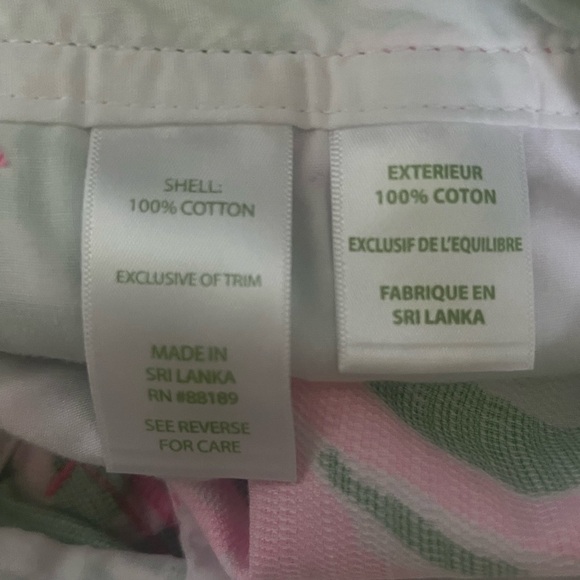 SHELL:
100% COTTON
EXCLUSIVE OF TRIM
MADE IN
SRI LANKA
RN #88189
SEE REVERSE
FOR CARE
EXTERIEUR
100% COTON
EXCLUSIF DE L'EQUILIBRE
FABRIQUE EN
SRI LANKA